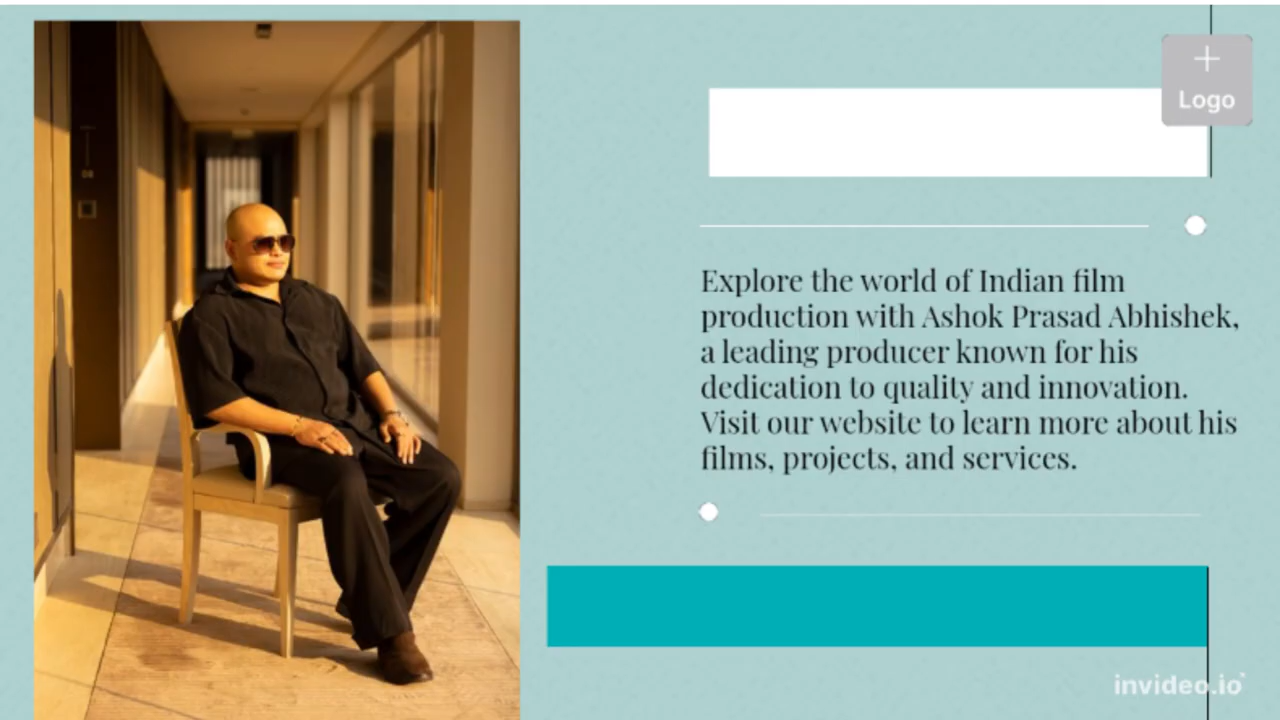 Logo
Explore the world of Indian film
production with Ashok Prasad Abhishek,
a leading producer known for his
dedication to quality and innovation.
Visit our website to learn more about his
films, projects, and services.
invideo.io